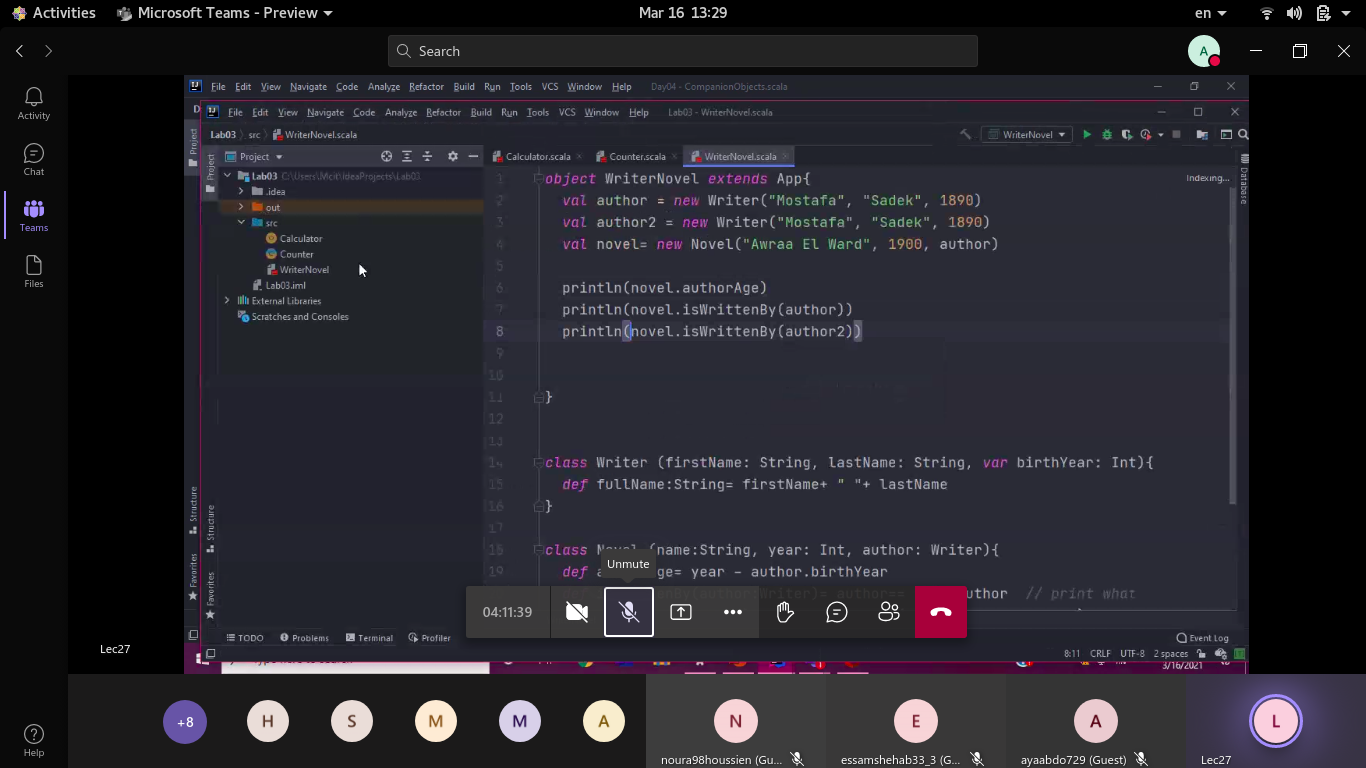 Activities Microsoft Teams - Preview Mar 16 13:29 en
Search A
Activity
Chat
Teams
Files
Help
File Edit View Navigate Code Analyze Refactor Build Run Tools VCS Window Help Day04 - CompanionObjects.scala
File Edit View Navigate Code Analyze Refactor Build Run Tools VCS Window Help Lab03 - WriterNovel.scala
Lab03 src WriterNovel.scala WriterNovel
Project Calculator.scala Counter.scala WriterNovel.scala
Lab03 C:\Users\Mcit\IdeaProjects\Lab03
.idea
out
src
Calculator
Counter
WriterNovel
Lab03.iml
External Libraries
Scratches and Consoles
Project
Project
Structure
Structure
Favorites
Favorites
Database
Indexing...
1 object WriterNovel extends App{
2 val author = new Writer("Mostafa", "Sadek", 1890)
3 val author2 = new Writer("Mostafa", "Sadek", 1890)
4 val novel= new Novel("Awraa El Ward", 1900, author)
5
6 println(novel.authorAge)
7 println(novel.isWrittenBy(author))
8 println(novel.isWrittenBy(author2))
9
10
11 }
12
13
14 class Writer (firstName: String, lastName: String, var birthYear: Int){
15 def fullName:String= firstName+ " "+ lastName
16 }
17
18 class Novel (name:String, year: Int, author: Writer){
19 def age= year - author.birthYear
author // print what
Unmute
04:11:39
TODO Problems Terminal Profiler Event Log
8:11 CRLF UTF-8 2 spaces
3/16/2021
Lec27
+8 H S M M A N E A L
noura98houssien (Gu... essamshehab33_3 (G... ayaabdo729 (Guest) Lec27